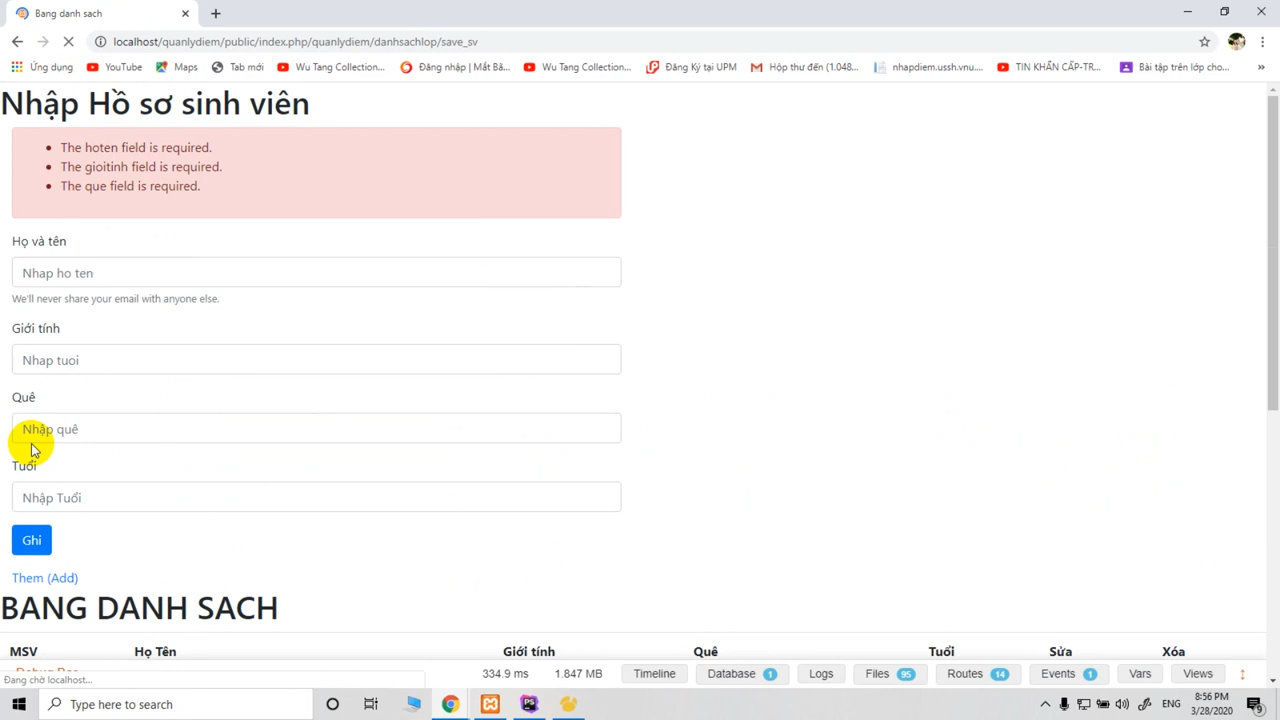 Bang danh sach
localhost/quanlydiem/public/index.php/quanlydiem/danhsachlop/save_sv
Ứng dụng YouTube Maps Tab mới Wu Tang Collection... Đăng nhập | Mắt Bã... Wu Tang Collection... Đăng Ký tại UPM Hộp thư đến (1.048... nhapdiem.ussh.vnu.... TIN KHẨN CẤP-TR... Bài tập trên lớp cho... »
Nhập Hồ sơ sinh viên
The hoten field is required.
The gioitinh field is required.
The que field is required.
Họ và tên
Nhap ho ten
We'll never share your email with anyone else.
Giới tính
Nhap tuoi
Quê
Nhập quê
Tuổi
Nhập Tuổi
Ghi
Them (Add)
BANG DANH SACH
MSV Họ Tên Giới tính Quê Tuổi Sửa Xóa
334.9 ms 1.847 MB Timeline Database 1 Logs Files 95 Routes 14 Events 1 Vars Views
Đang chờ localhost...
Type here to search
ENG
8:56 PM
3/28/2020
9